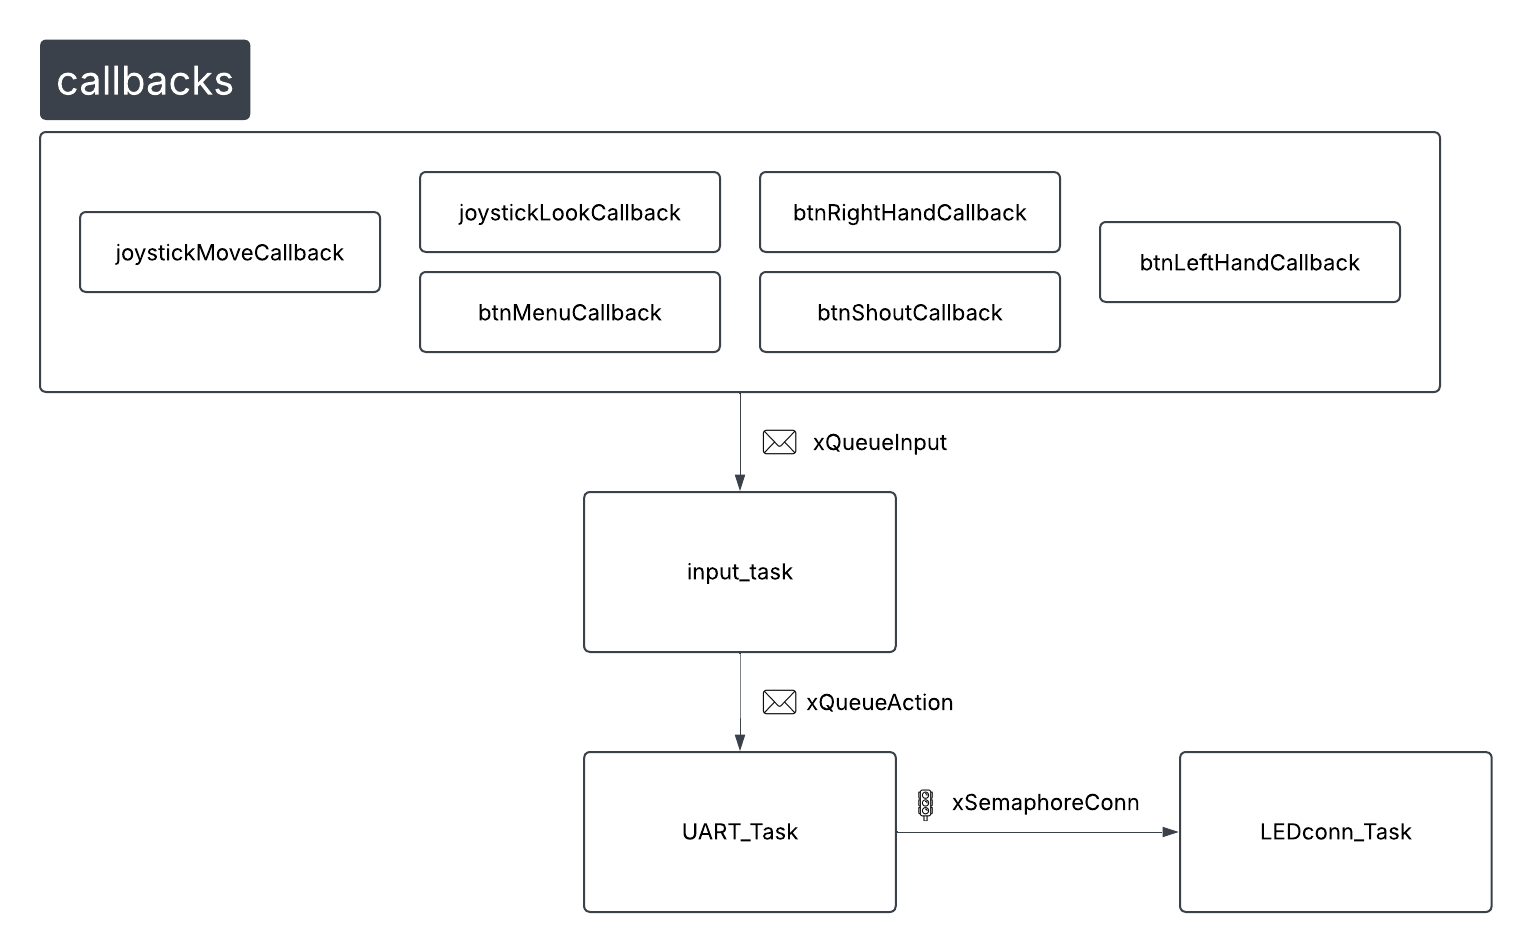 callbacks
joystickMoveCallback
joystickLookCallback
btnRightHandCallback
btnLeftHandCallback
btnMenuCallback
btnShoutCallback
xQueueInput
input_task
xQueueAction
UART_Task
xSemaphoreConn
LEDconn_Task